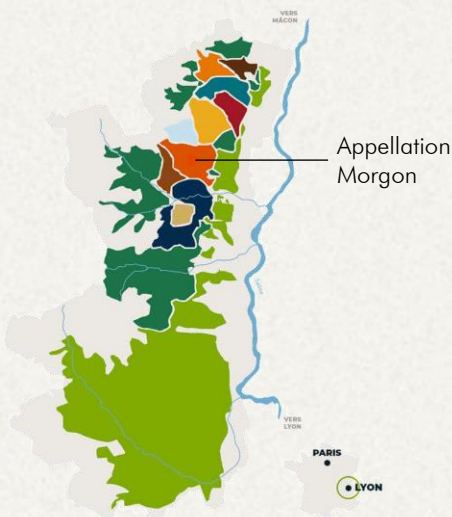 VERS
MÂCON
Appellation
Morgon
Saône
VERS
LYON
PARIS
LYON